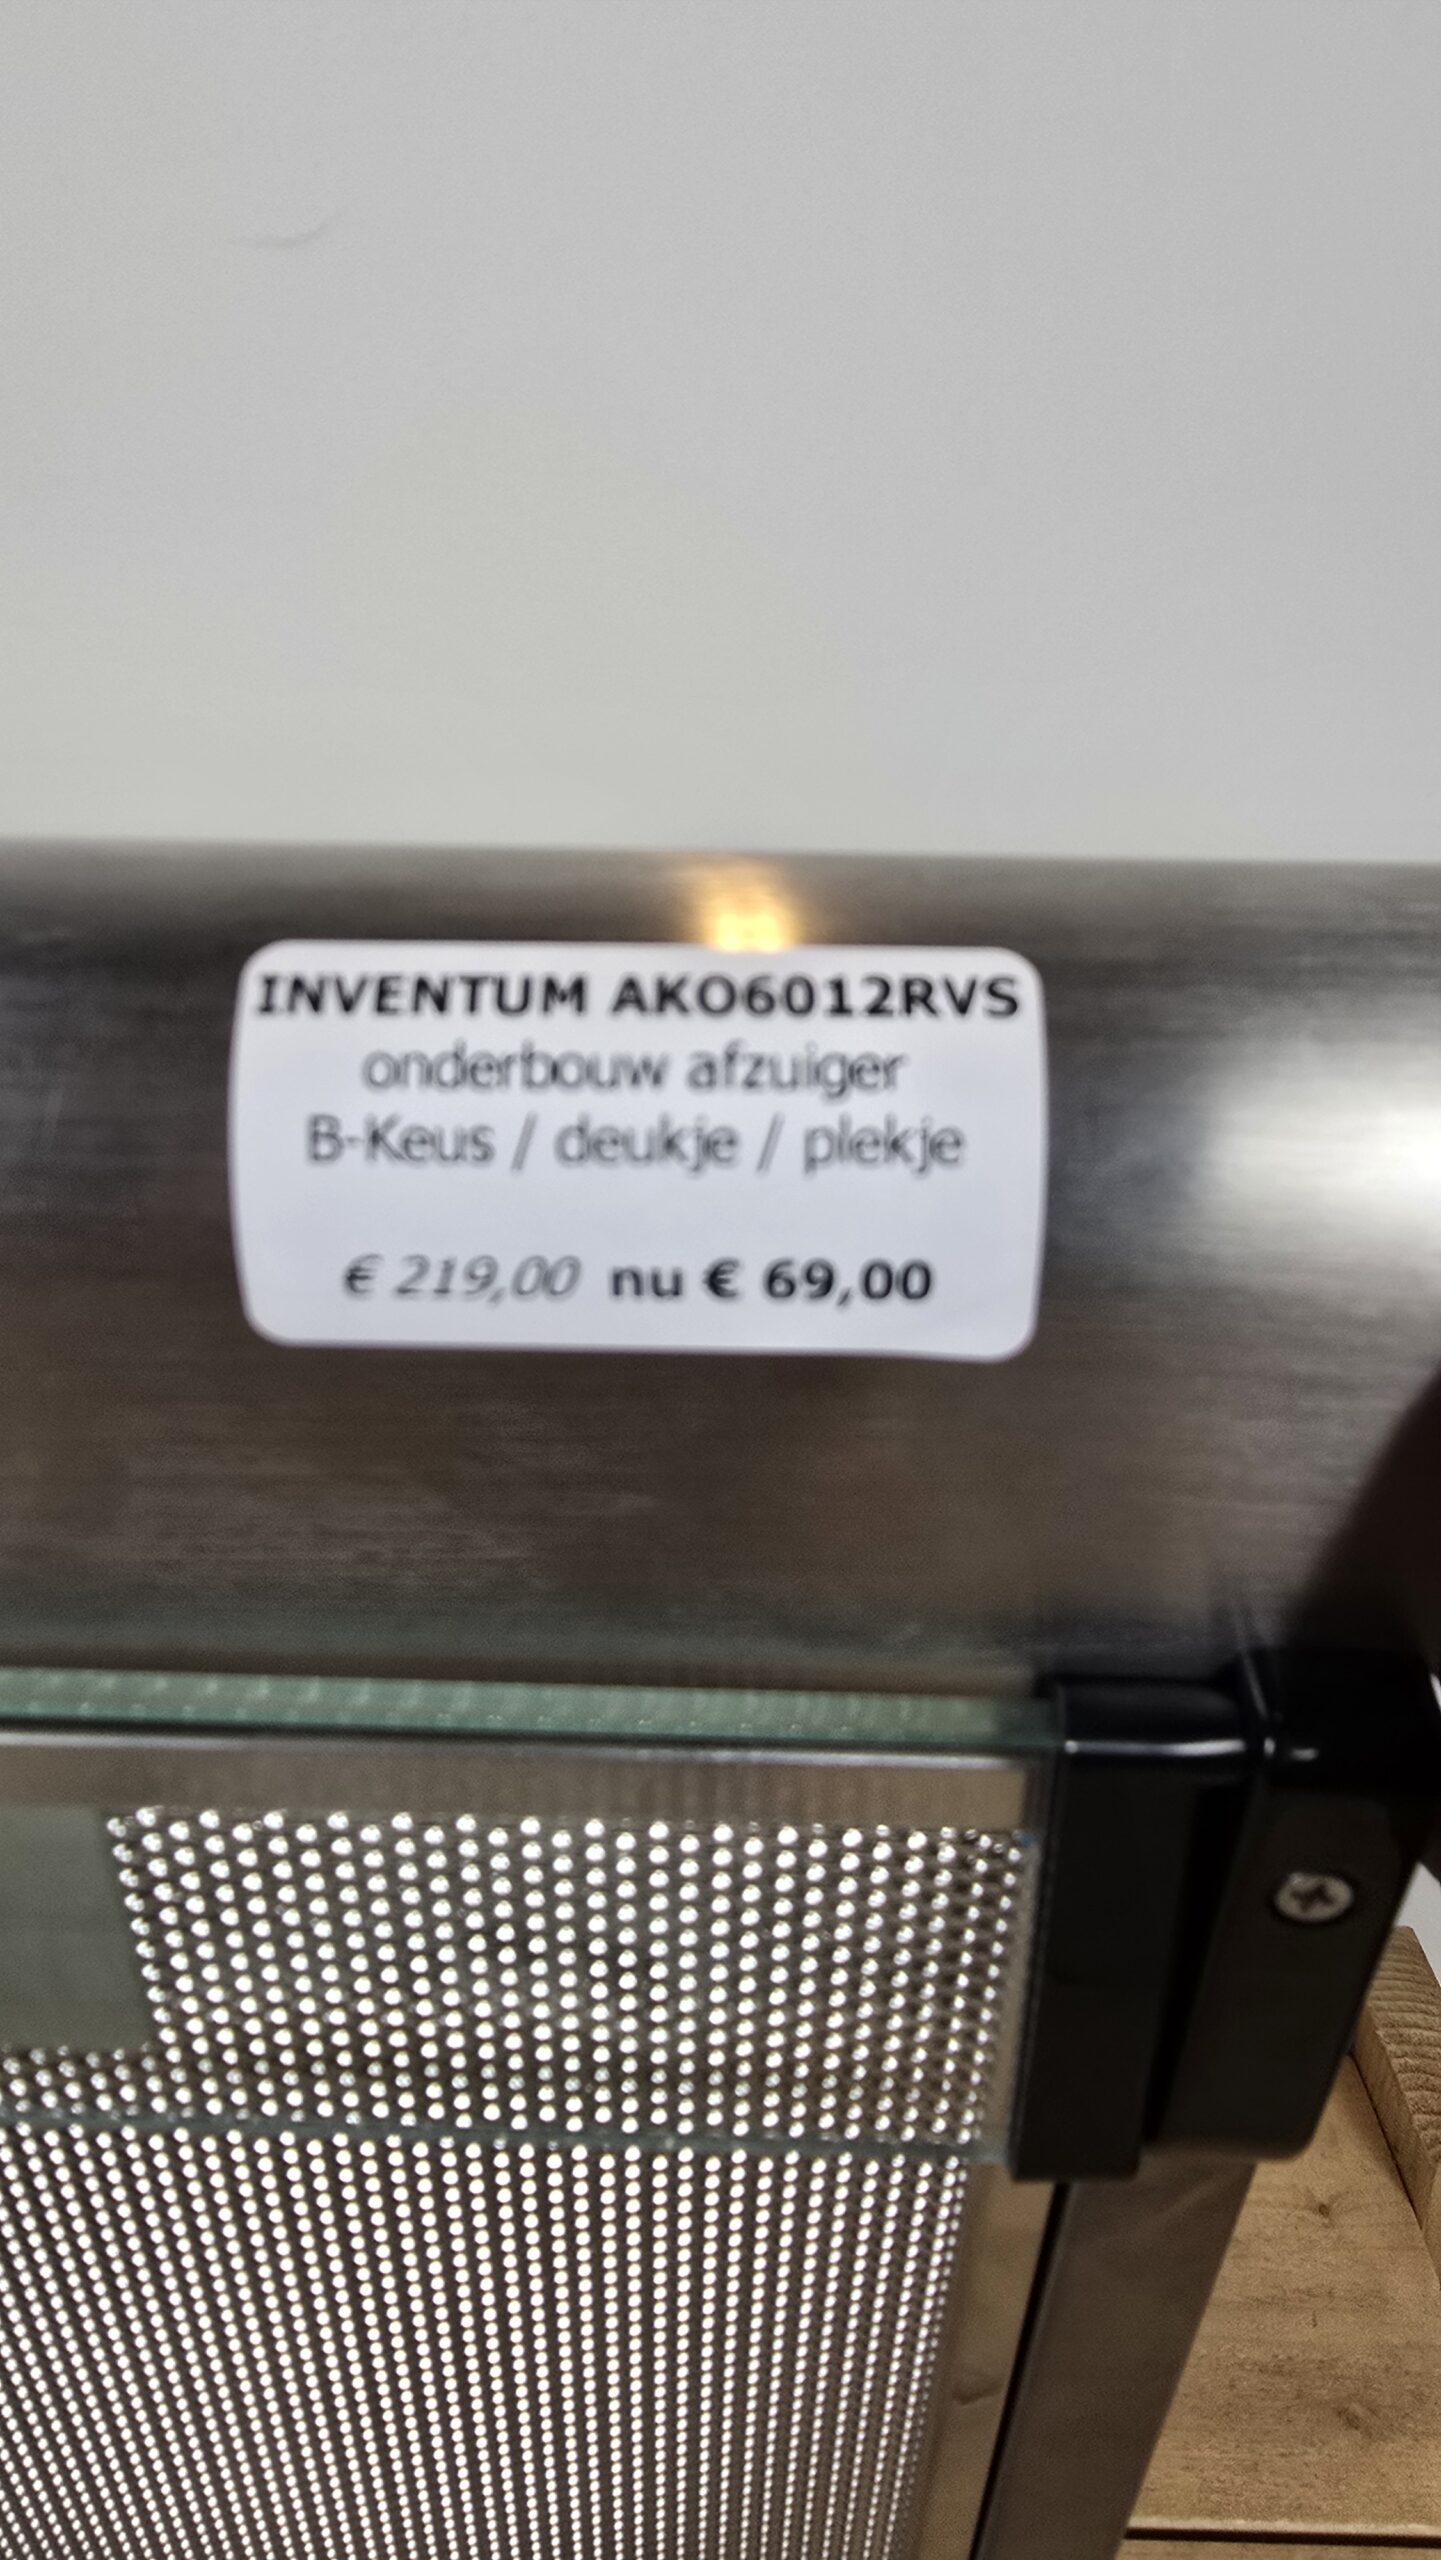 INVENTUM AKO6012RVS
onderbouw afzuiger
B-Keus / deukje / plekje
€ 219,00 nu € 69,00